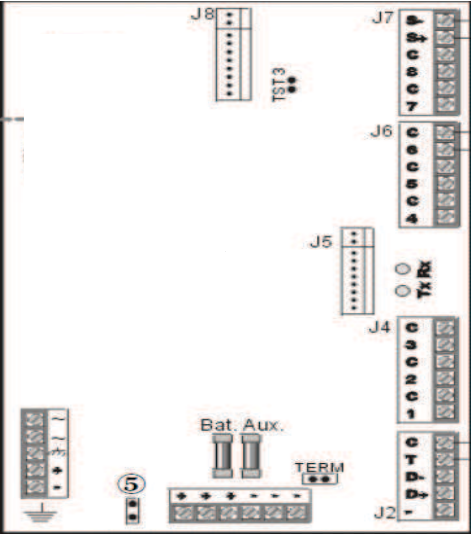 J8
TST3
J7
S-
S+
C
8
C
7
J6
C
6
C
5
C
4
J5
Rx
Tx
J4
C
3
C
2
C
1
~
~
+
-
Bat. Aux.
TERM
5
+ + + - - -
C
T
D-
D+
-
J2